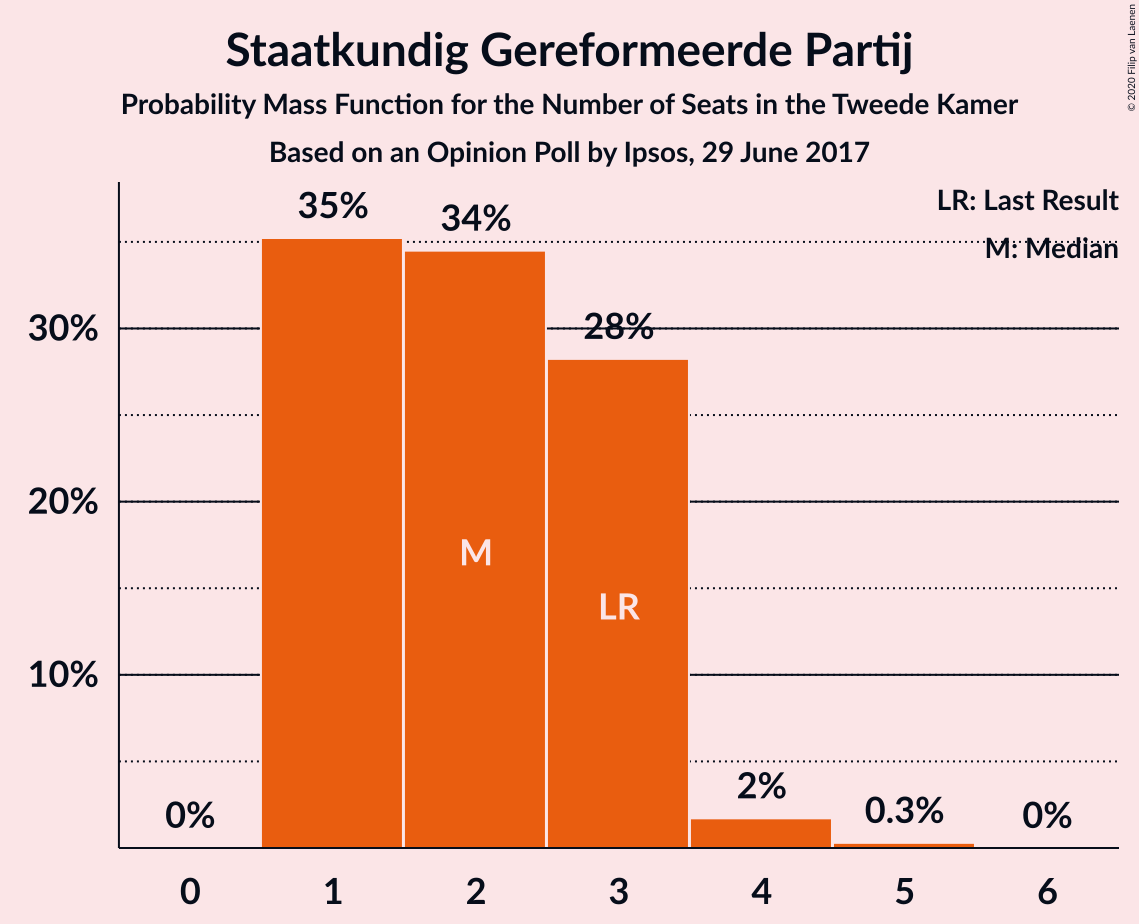 Staatkundig Gereformeerde Partij
Probability Mass Function for the Number of Seats in the Tweede Kamer
Based on an Opinion Poll by Ipsos, 29 June 2017
© 2020 Filip van Laenen
LR: Last Result
M: Median
35%
34%
28%
2%
0.3%
0%
0%
30%
20%
10%
M
LR
0 1 2 3 4 5 6